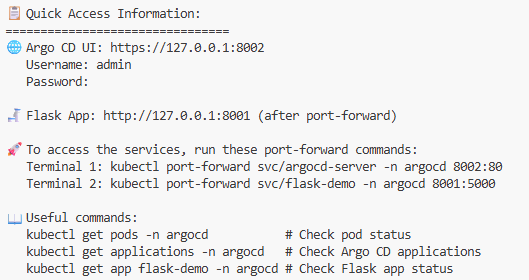 📋 Quick Access Information:
================================
🌐 Argo CD UI: https://127.0.0.1:8002
   Username: admin
   Password:

🔬 Flask App: http://127.0.0.1:8001 (after port-forward)

🚀 To access the services, run these port-forward commands:
   Terminal 1: kubectl port-forward svc/argocd-server -n argocd 8002:80
   Terminal 2: kubectl port-forward svc/flask-demo -n argocd 8001:5000

📖 Useful commands:
   kubectl get pods -n argocd           # Check pod status
   kubectl get applications -n argocd   # Check Argo CD applications
   kubectl get app flask-demo -n argocd # Check Flask app status